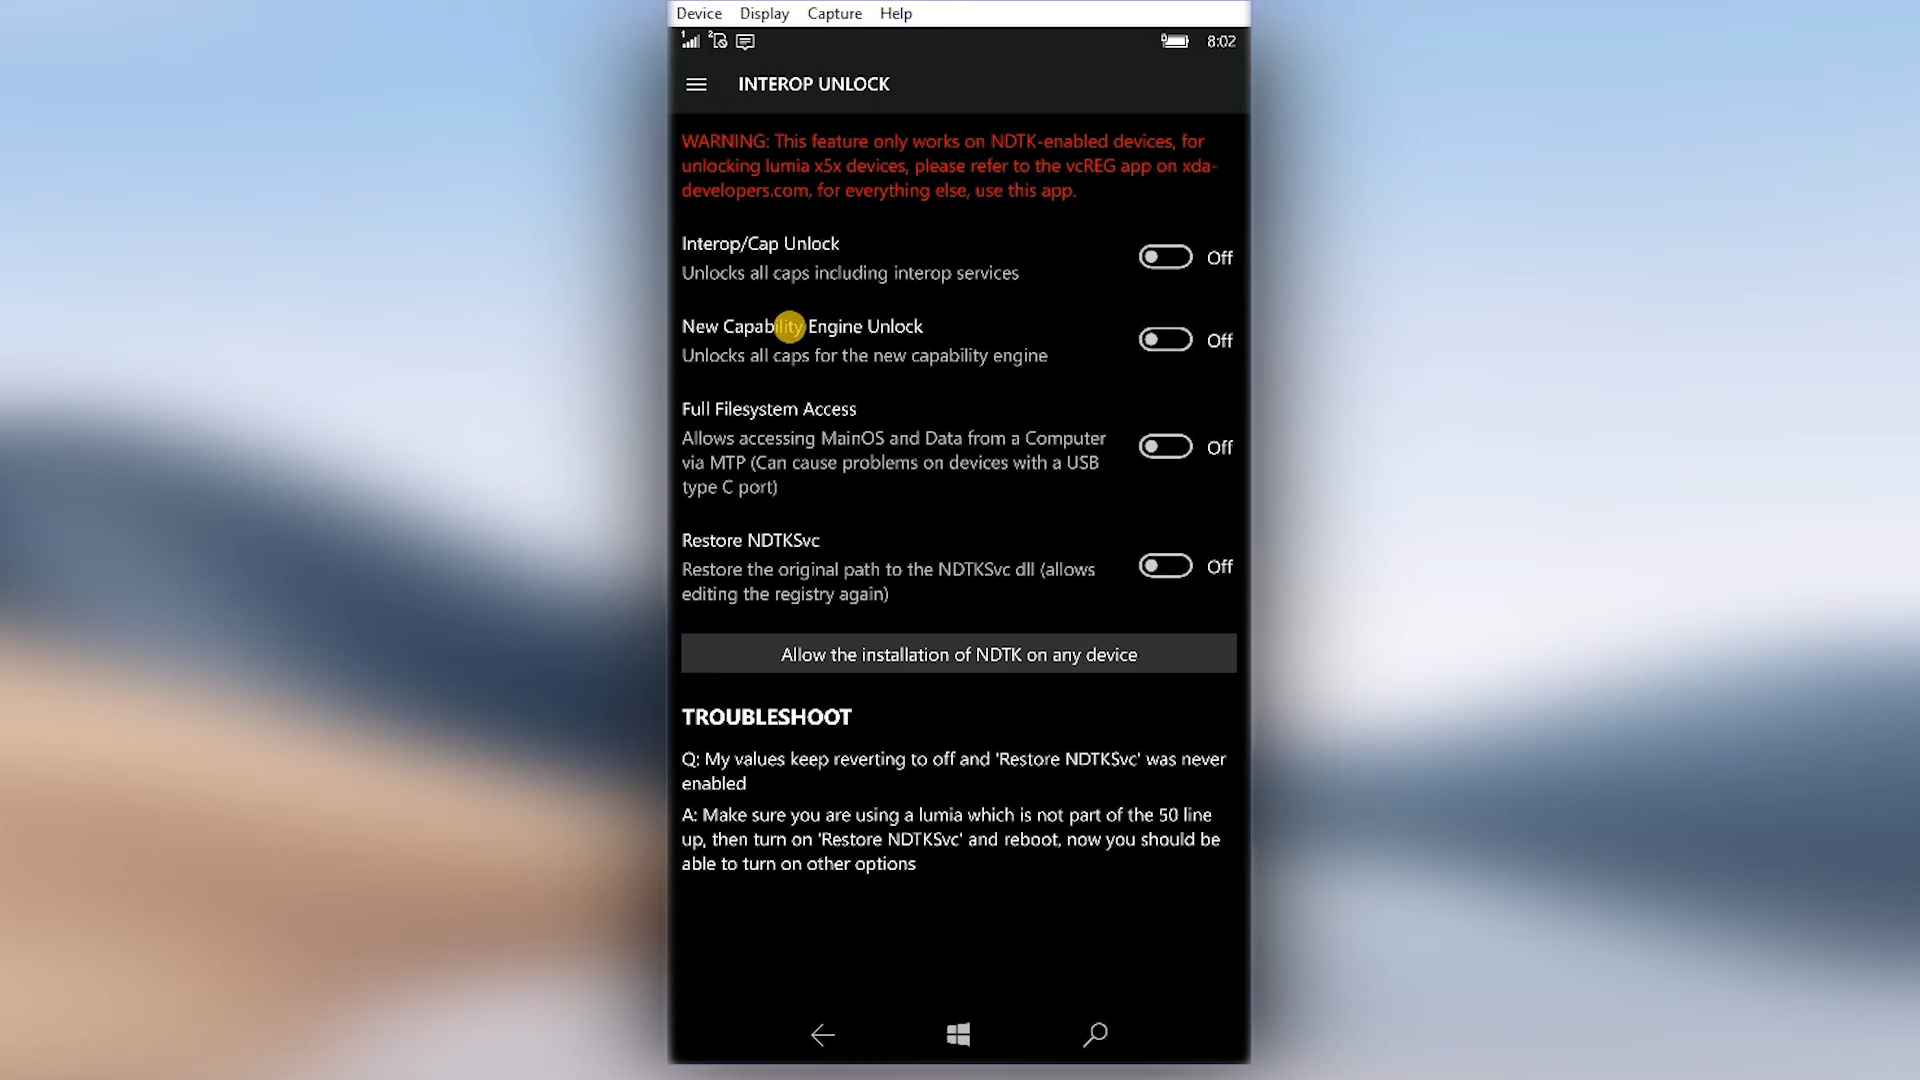 Device Display Capture Help
1 2 8:02
INTEROP UNLOCK
WARNING: This feature only works on NDTK-enabled devices, for
unlocking lumia x5x devices, please refer to the vcREG app on xda-
developers.com, for everything else, use this app.
Interop/Cap Unlock
Unlocks all caps including interop services
Off
New Capability Engine Unlock
Unlocks all caps for the new capability engine
Off
Full Filesystem Access
Allows accessing MainOS and Data from a Computer
via MTP (Can cause problems on devices with a USB
type C port)
Off
Restore NDTKSvc
Restore the original path to the NDTKSvc dll (allows
editing the registry again)
Off
Allow the installation of NDTK on any device
TROUBLESHOOT
Q: My values keep reverting to off and 'Restore NDTKSvc' was never
enabled
A: Make sure you are using a lumia which is not part of the 50 line
up, then turn on 'Restore NDTKSvc' and reboot, now you should be
able to turn on other options